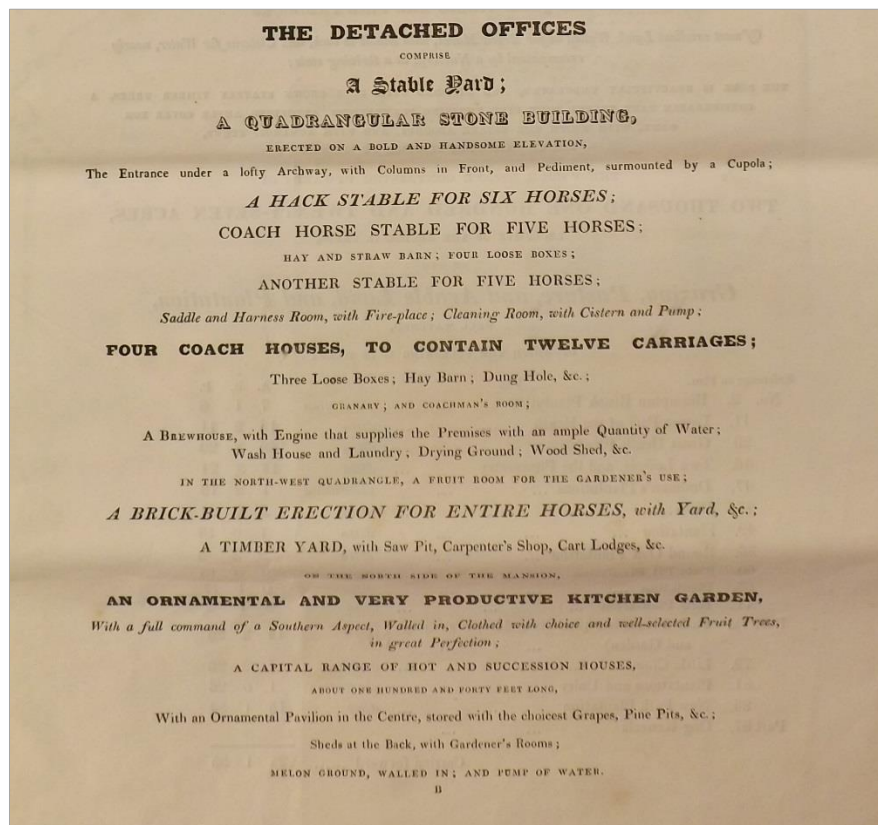 THE DETACHED OFFICES
COMPRISE
A Stable Yard;
A QUADRANGULAR STONE BUILDING,
ERECTED ON A BOLD AND HANDSOME ELEVATION,
The Entrance under a lofty Archway, with Columns in Front, and Pediment, surmounted by a Cupola;
A HACK STABLE FOR SIX HORSES;
COACH HORSE STABLE FOR FIVE HORSES;
HAY AND STRAW BARN; FOUR LOOSE BOXES;
ANOTHER STABLE FOR FIVE HORSES;
Saddle and Harness Room, with Fire-place; Cleaning Room, with Cistern and Pump;
FOUR COACH HOUSES, TO CONTAIN TWELVE CARRIAGES;
Three Loose Boxes; Hay Barn; Dung Hole, &c.;
GRANARY; AND COACHMAN'S ROOM;
A BREWHOUSE, with Engine that supplies the Premises with an ample Quantity of Water;
Wash House and Laundry; Drying Ground; Wood Shed, &c.
IN THE NORTH-WEST QUADRANGLE, A FRUIT ROOM FOR THE GARDENER'S USE;
A BRICK-BUILT ERECTION FOR ENTIRE HORSES, with Yard, &c.;
A TIMBER YARD, with Saw Pit, Carpenter's Shop, Cart Lodges, &c.
ON THE NORTH SIDE OF THE MANSION,
AN ORNAMENTAL AND VERY PRODUCTIVE KITCHEN GARDEN,
With a full command of a Southern Aspect, Walled in, Clothed with choice and well-selected Fruit Trees,
in great Perfection;
A CAPITAL RANGE OF HOT AND SUCCESSION HOUSES,
ABOUT ONE HUNDRED AND FORTY FEET LONG,
With an Ornamental Pavilion in the Centre, stored with the choicest Grapes, Pine Pits, &c.;
Sheds at the Back, with Gardener's Rooms;
MELON GROUND, WALLED IN; AND PUMP OF WATER.
B